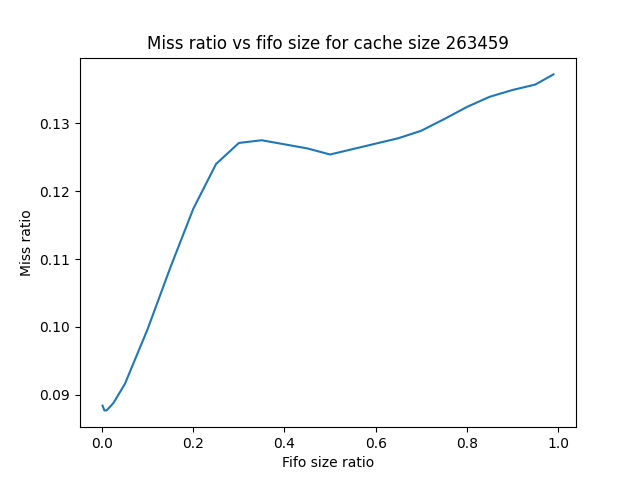 Miss ratio vs fifo size for cache size 263459
Miss ratio
0.13
0.12
0.11
0.10
0.09
0.0 0.2 0.4 0.6 0.8 1.0
Fifo size ratio